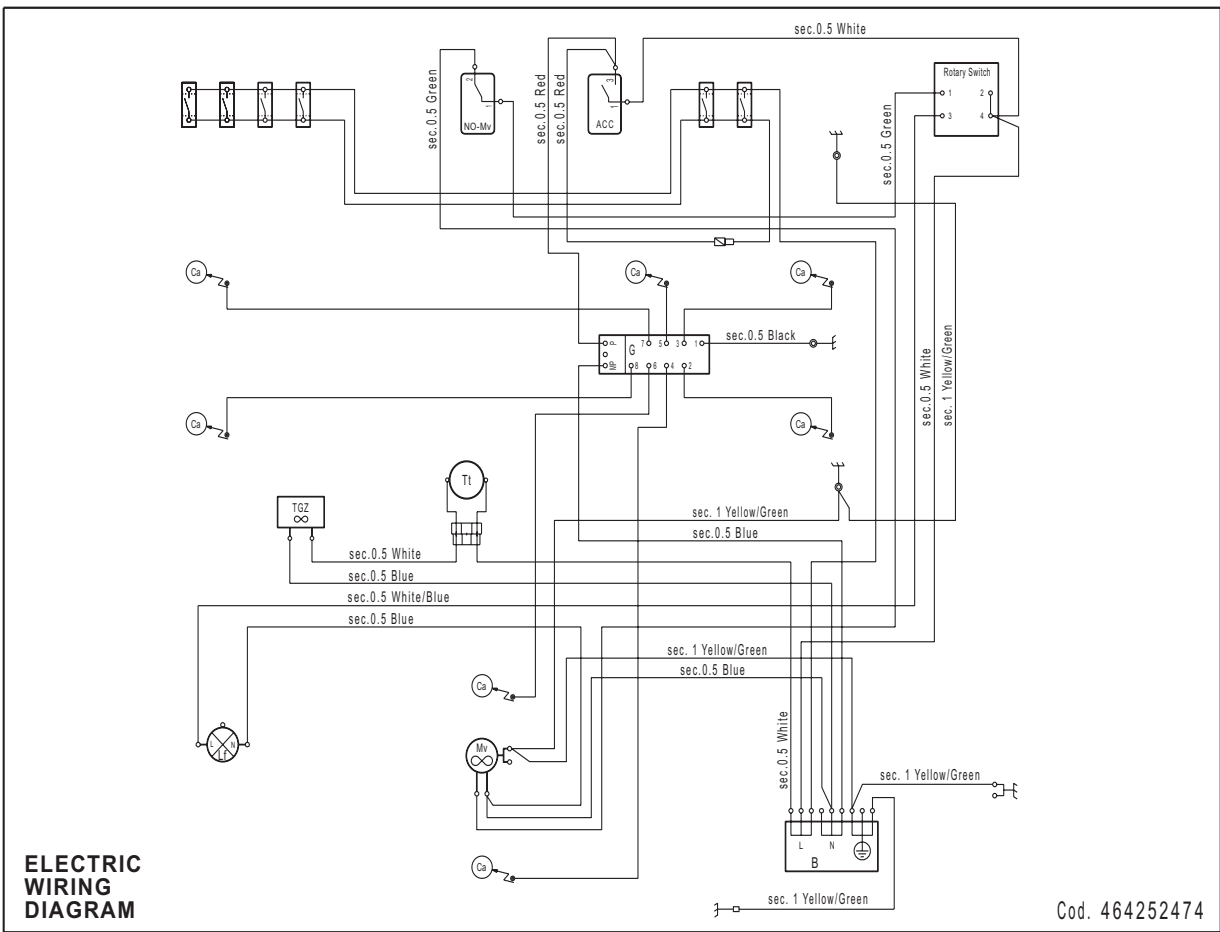 sec.0.5 White
Rotary Switch
1
2
3
4
sec.0.5 Green
2
1
NO-Mv
sec.0.5 Red
sec.0.5 Red
3
1
ACC
sec.0.5 Green
Ca
Ca
Ca
P
G
7
5
3
1
8
6
4
2
sec.0.5 Black
sec.0.5 White
sec. 1 Yellow/Green
Ca
Ca
Tt
TGZ
sec. 1 Yellow/Green
sec.0.5 Blue
sec.0.5 White
sec.0.5 Blue
sec.0.5 White/Blue
sec.0.5 Blue
sec. 1 Yellow/Green
sec.0.5 Blue
Ca
L
N
Lf
Mv
sec.0.5 White
sec. 1 Yellow/Green
L
N
B
Ca
sec. 1 Yellow/Green
ELECTRIC
WIRING
DIAGRAM
Cod. 464252474